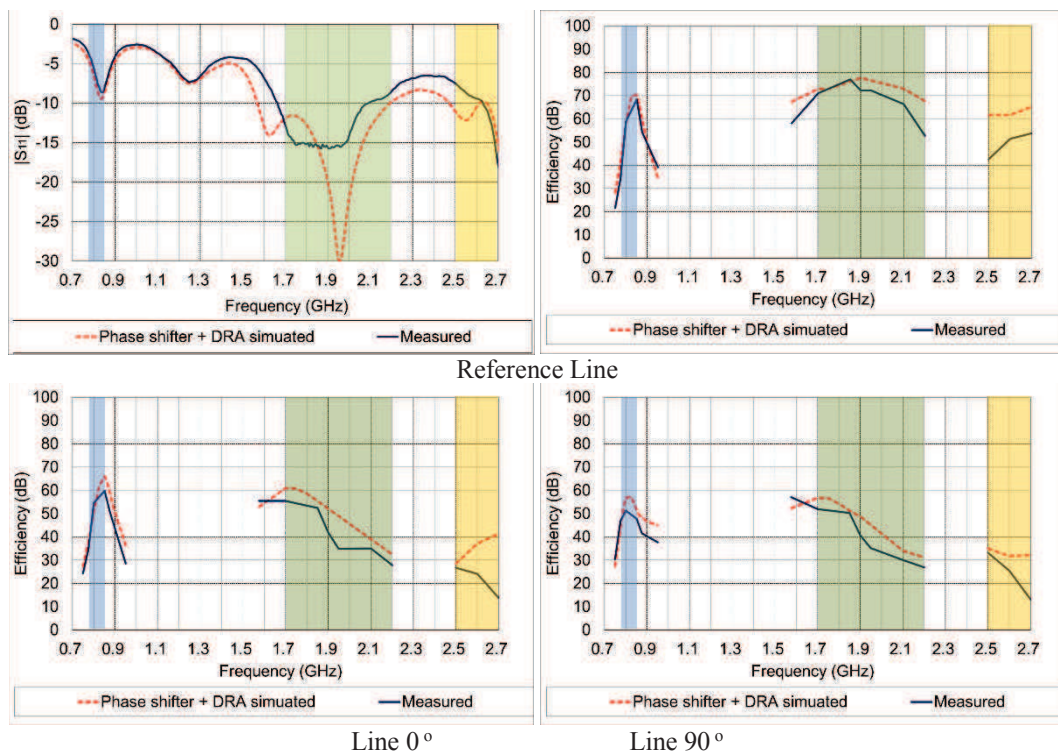 0
-5
-10
-15
-20
-25
-30
|S11| (dB)
0.7 0.9 1.1 1.3 1.5 1.7 1.9 2.1 2.3 2.5 2.7
Frequency (GHz)
Phase shifter + DRA simuated Measured
100
90
80
70
60
50
40
30
20
10
0
Efficiency (dB)
0.7 0.9 1.1 1.3 1.5 1.7 1.9 2.1 2.3 2.5 2.7
Frequency (GHz)
Phase shifter + DRA simuated Measured
Reference Line
100
90
80
70
60
50
40
30
20
10
0
Efficiency (dB)
0.7 0.9 1.1 1.3 1.5 1.7 1.9 2.1 2.3 2.5 2.7
Frequency (GHz)
Phase shifter + DRA simuated Measured
100
90
80
70
60
50
40
30
20
10
0
Efficiency (dB)
0.7 0.9 1.1 1.3 1.5 1.7 1.9 2.1 2.3 2.5 2.7
Frequency (GHz)
Phase shifter + DRA simuated Measured
Line 0 º Line 90 º